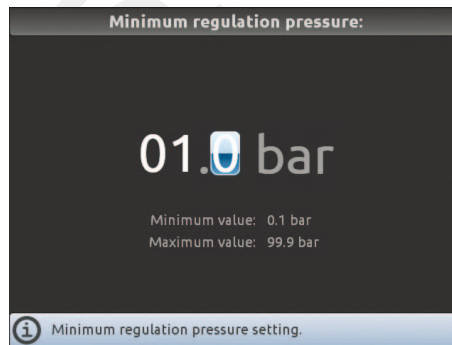 Minimum regulation pressure:
01.0 bar
Minimum value: 0.1 bar
Maximum value: 99.9 bar
Minimum regulation pressure setting.